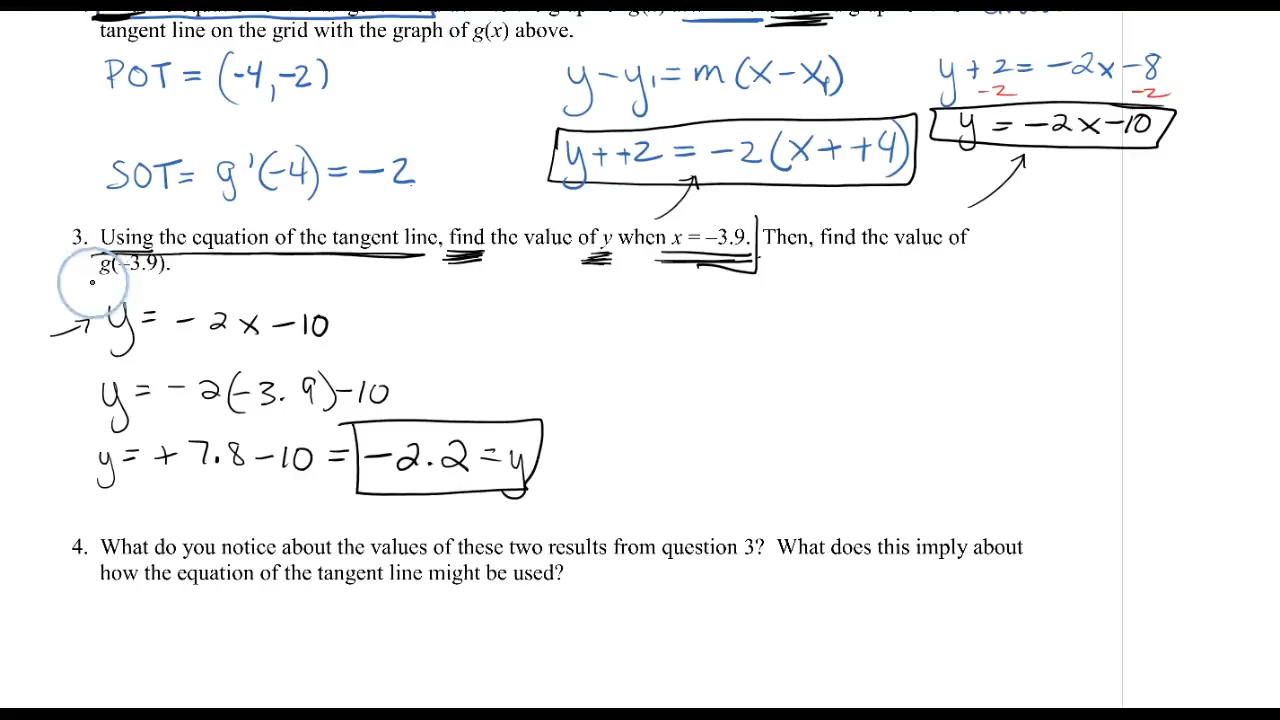 tangent line on the grid with the graph of g(x) above.
POT = (-4, -2)
y - y₁ = m(x - x₁)
y + 2 = -2x - 8
-2 -2
y = -2x - 10
y + +2 = -2(x + +4)
SOT = g'(-4) = -2
3. Using the equation of the tangent line, find the value of y when x = –3.9. Then, find the value of
g(–3.9).
y = -2x - 10
y = -2(-3.9) - 10
y = +7.8 - 10 = -2.2 = y
4. What do you notice about the values of these two results from question 3? What does this imply about
how the equation of the tangent line might be used?